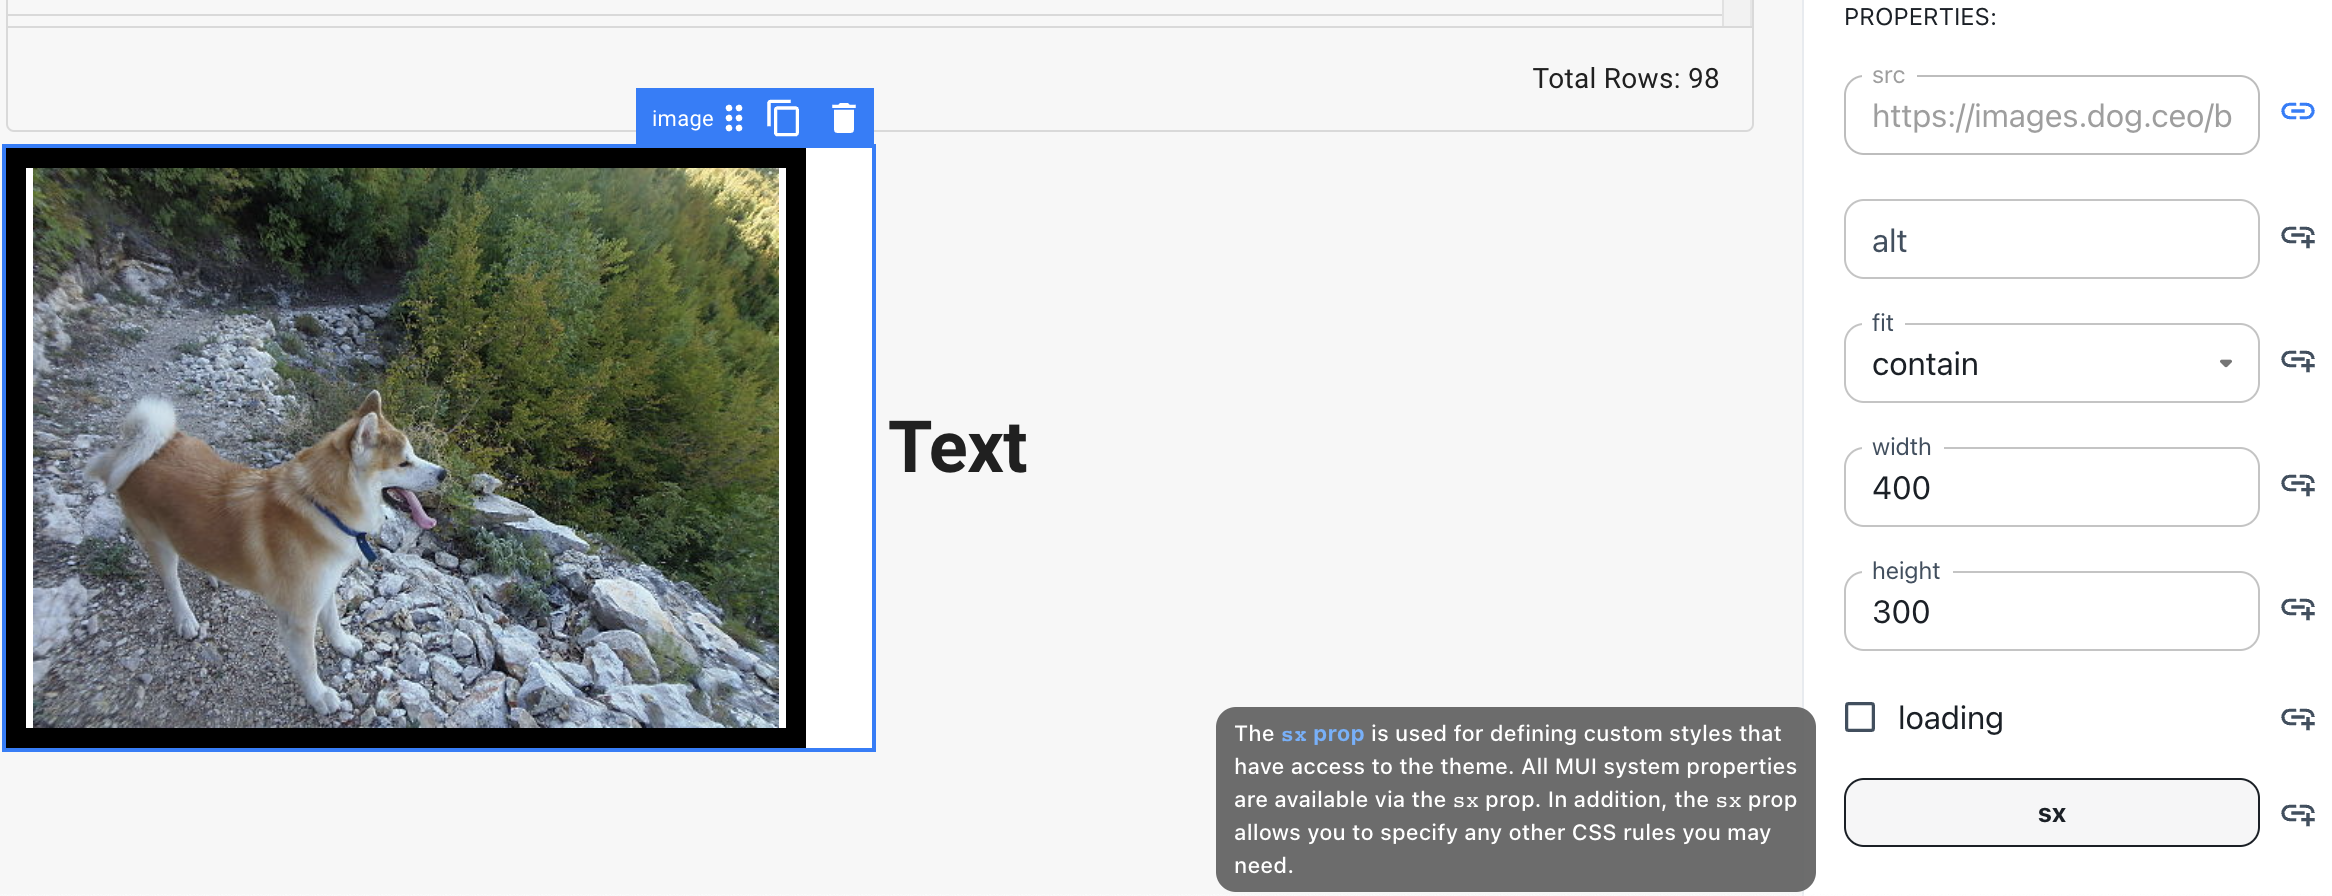 PROPERTIES:
src
Total Rows: 98
https://images.dog.ceo/b
image
alt
fit
contain
width
Text
400
height
300
loading
The sx prop is used for defining custom styles that
have access to the theme. All MUI system properties
are available via the sx prop. In addition, the sx prop
allows you to specify any other CSS rules you may
need.
sx